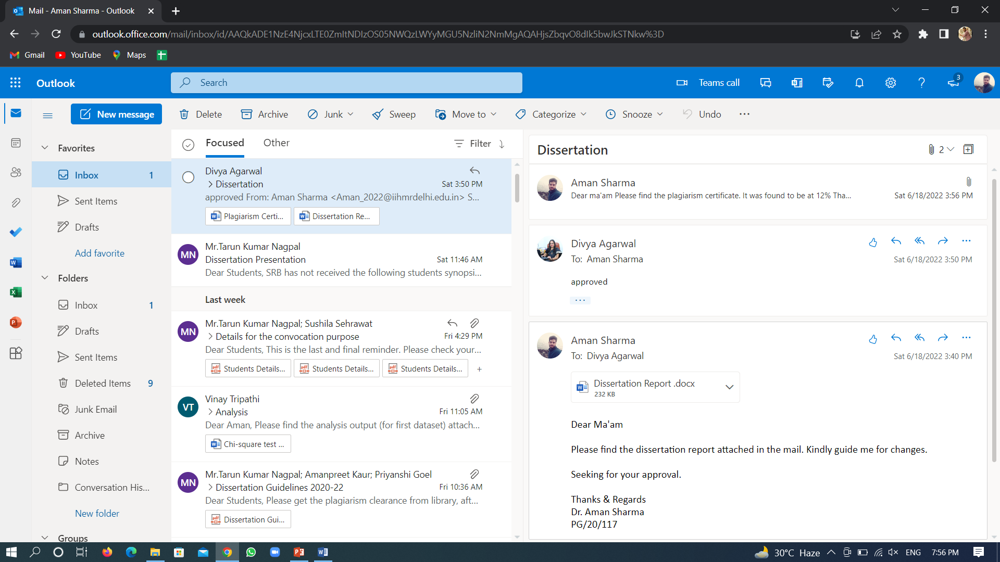 Mail - Aman Sharma - Outlook
outlook.office.com/mail/inbox/id/AAQkADE1NzE4NjcxLTE0ZmItNDIzOS05NWQzLWYyMGU5NzliN2NmMgAQAHjsZbqvO8dIk5bwJkSTNkw%3D
Gmail YouTube Maps
Outlook
Search
Teams call
3
New message
Delete Archive Junk Sweep Move to Categorize Snooze Undo
Favorites
Inbox 1
Sent Items
Drafts
Add favorite
Folders
Inbox 1
Drafts
Sent Items
Deleted Items 9
Junk Email
Archive
Notes
Conversation His...
New folder
Groups
Focused Other Filter
Divya Agarwal
Dissertation Sat 3:50 PM
approved From: Aman Sharma <Aman_2022@iihmrdelhi.edu.in> S...
Plagiarism Certi... Dissertation Re...
MN
Mr.Tarun Kumar Nagpal
Dissertation Presentation Sat 11:46 AM
Dear Students, SRB has not received the following students synopsi...
Last week
MN
Mr.Tarun Kumar Nagpal; Sushila Sehrawat
Details for the convocation purpose Fri 4:29 PM
Dear Students, This is the last and final reminder. Please check your...
Students Details... Students Details... Students Details... +
VT
Vinay Tripathi
Analysis Fri 11:05 AM
Dear Aman, Please find the analysis output (for first dataset) attach...
Chi-square test ...
MN
Mr.Tarun Kumar Nagpal; Amanpreet Kaur; Priyanshi Goel
Dissertation Guidelines 2020-22 Fri 10:36 AM
Dear Students, Please get the plagiarism clearance from library, aft...
Dissertation Gui...
Dissertation 2
Aman Sharma
Dear ma'am Please find the plagiarism certificate. It was found to be at 12% Tha... Sat 6/18/2022 3:56 PM
Divya Agarwal
To: Aman Sharma Sat 6/18/2022 3:50 PM
approved
...
Aman Sharma
To: Divya Agarwal Sat 6/18/2022 3:40 PM
Dissertation Report .docx
232 KB
Dear Ma'am
Please find the dissertation report attached in the mail. Kindly guide me for changes.
Seeking for your approval.
Thanks & Regards
Dr. Aman Sharma
PG/20/117
30°C Haze ENG 7:56 PM